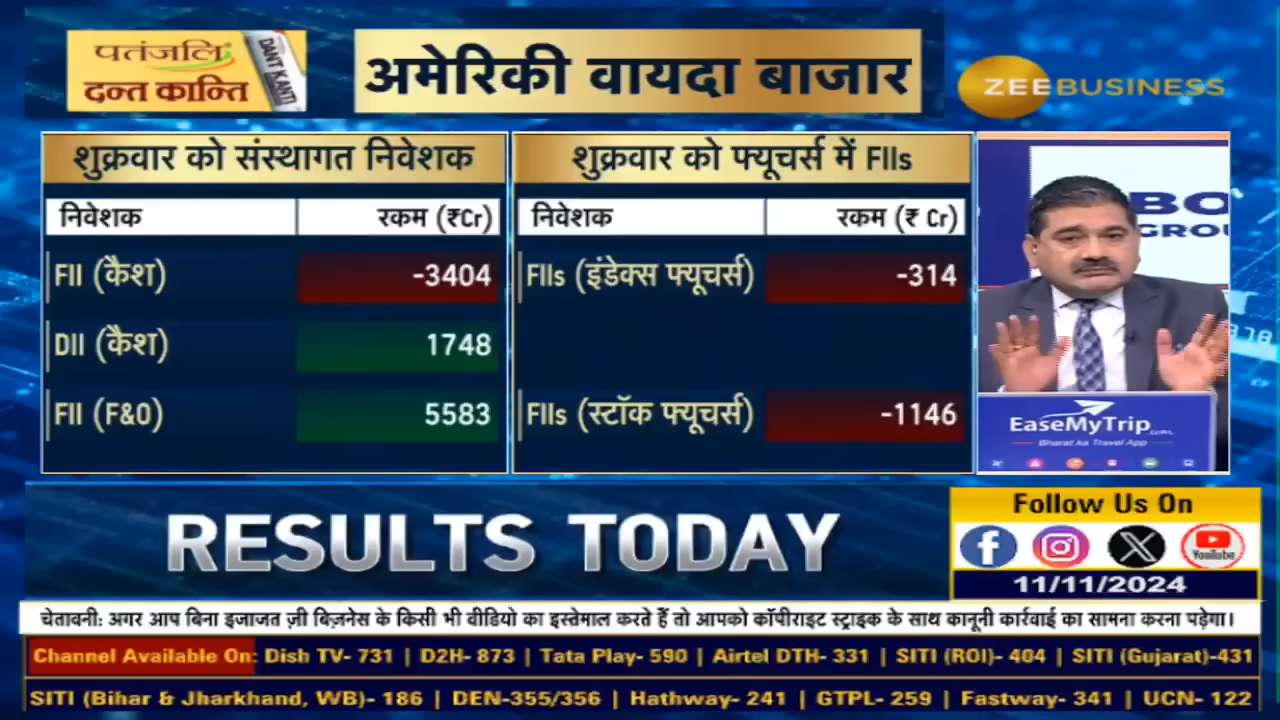 पतंजलि
दन्त कान्ति
DANT KANTI
अमेरिकी वायदा बाजार
ZEEBUSINESS
शुक्रवार को संस्थागत निवेशक
निवेशक रकम (₹Cr)
FII (कैश) -3404
DII (कैश) 1748
FII (F&O) 5583
शुक्रवार को फ्यूचर्स में FIIs
निवेशक रकम (₹ Cr)
FIIs (इंडेक्स फ्यूचर्स) -314
FIIs (स्टॉक फ्यूचर्स) -1146
BO
GROU
EaseMyTrip.com
Bharat ka Travel App
RESULTS TODAY
Follow Us On
YouTube
11/11/2024
चेतावनी: अगर आप बिना इजाजत ज़ी बिज़नेस के किसी भी वीडियो का इस्तेमाल करते हैं तो आपको कॉपीराइट स्ट्राइक के साथ कानूनी कार्रवाई का सामना करना पड़ेगा।
Channel Available On: Dish TV- 731 | D2H- 873 | Tata Play- 590 | Airtel DTH- 331 | SITI (ROI)- 404 | SITI (Gujarat)-431
SITI (Bihar & Jharkhand, WB)- 186 | DEN-355/356 | Hathway- 241 | GTPL- 259 | Fastway- 341 | UCN- 122